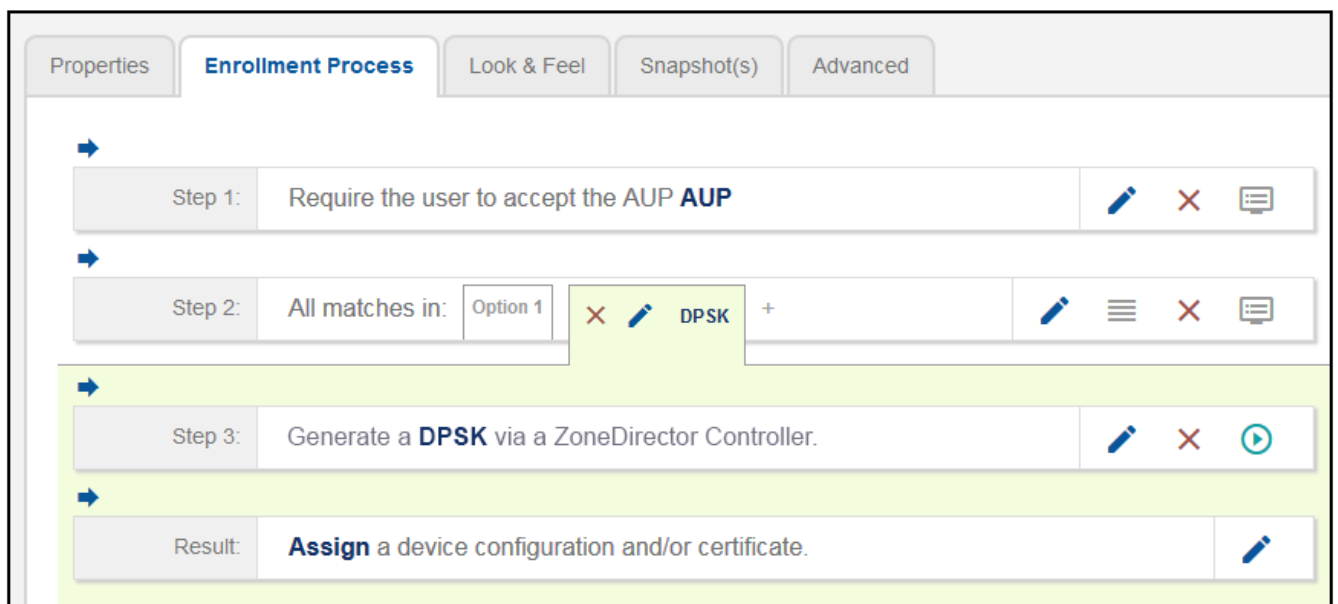 Properties Enrollment Process Look & Feel Snapshot(s) Advanced
Step 1: Require the user to accept the AUP AUP
Step 2: All matches in: Option 1 DPSK +
Step 3: Generate a DPSK via a ZoneDirector Controller.
Result: Assign a device configuration and/or certificate.